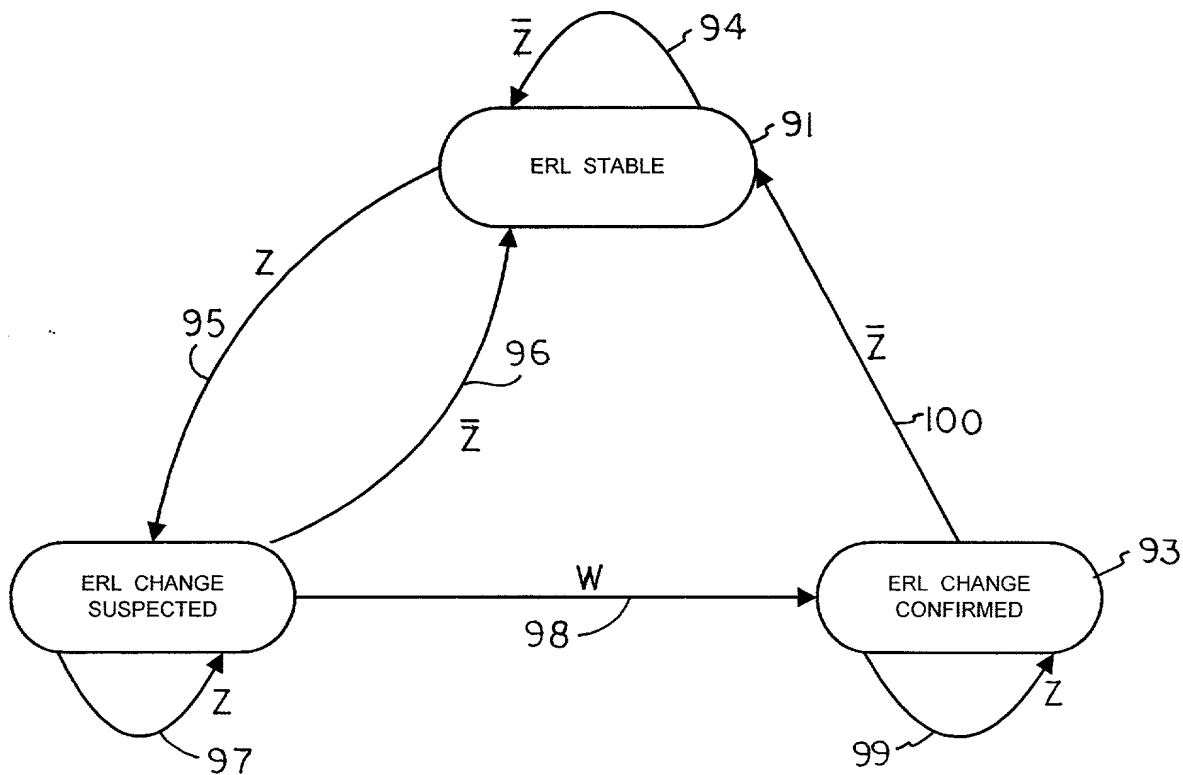 Z̅
94
91
ERL STABLE
Z
95
96
Z̅
Z̅
100
ERL CHANGE
SUSPECTED
W
98
ERL CHANGE
CONFIRMED
93
Z
97
Z
99